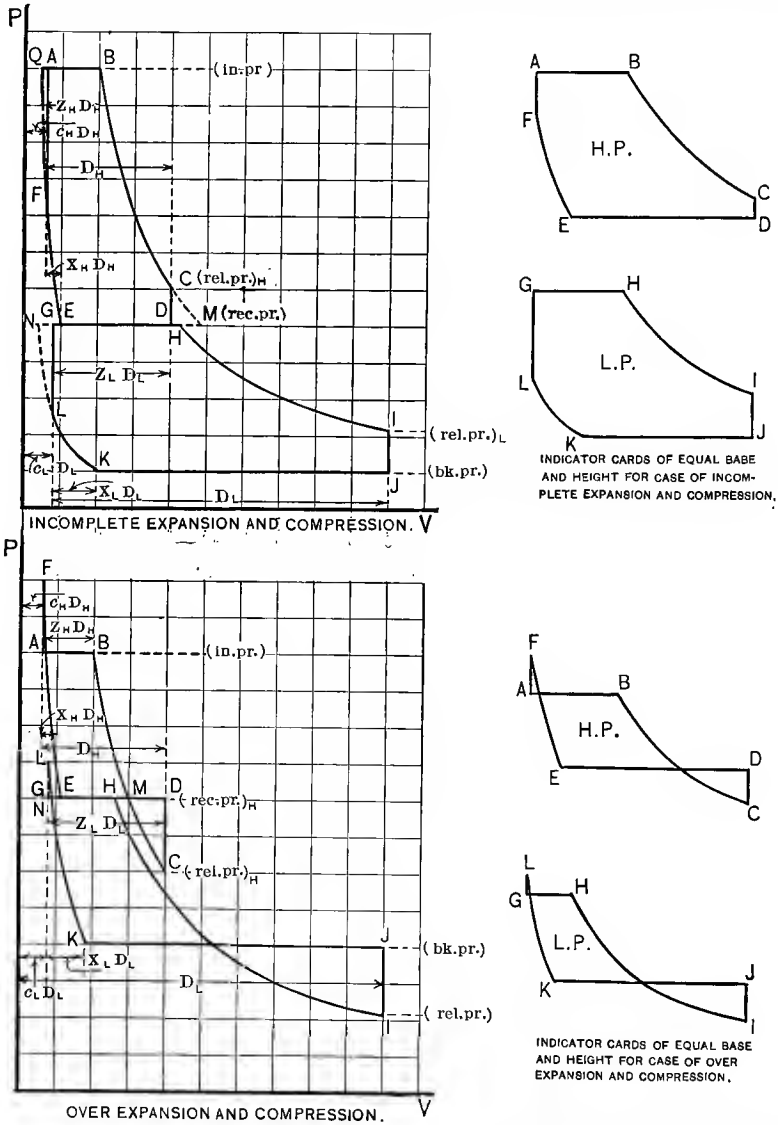 P
Q A B (in.pr)
Z_H D_H
c_H D_H
D_H
F
X_H D_H
C (rel.pr.)_H
N G E D M (rec.pr.)
H
Z_L D_L
L
I (rel.pr.)_L
K
(bk.pr.)
c_L D_L
J
X_L D_L
D_L
INCOMPLETE EXPANSION AND COMPRESSION. V
A B
F
H.P.
C
E D
G H
L.P.
I
L
K J
INDICATOR CARDS OF EQUAL BABE
AND HEIGHT FOR CASE OF INCOM-
PLETE EXPANSION AND COMPRESSION.
P
F
c_H D_H
Z_H D_H
A B (in.pr.)
X_H D_H
L
G E H M D (rec.pr.)_H
N
Z_L D_L
C (rel.pr.)_H
K J (bk.pr.)
X_L D_L
c_L D_L
D_L
I (rel.pr.)
OVER EXPANSION AND COMPRESSION. V
F
A B
H.P.
E D
C
L
G H
L.P.
K J
I
INDICATOR CARDS OF EQUAL BASE
AND HEIGHT FOR CASE OF OVER
EXPANSION AND COMPRESSION.